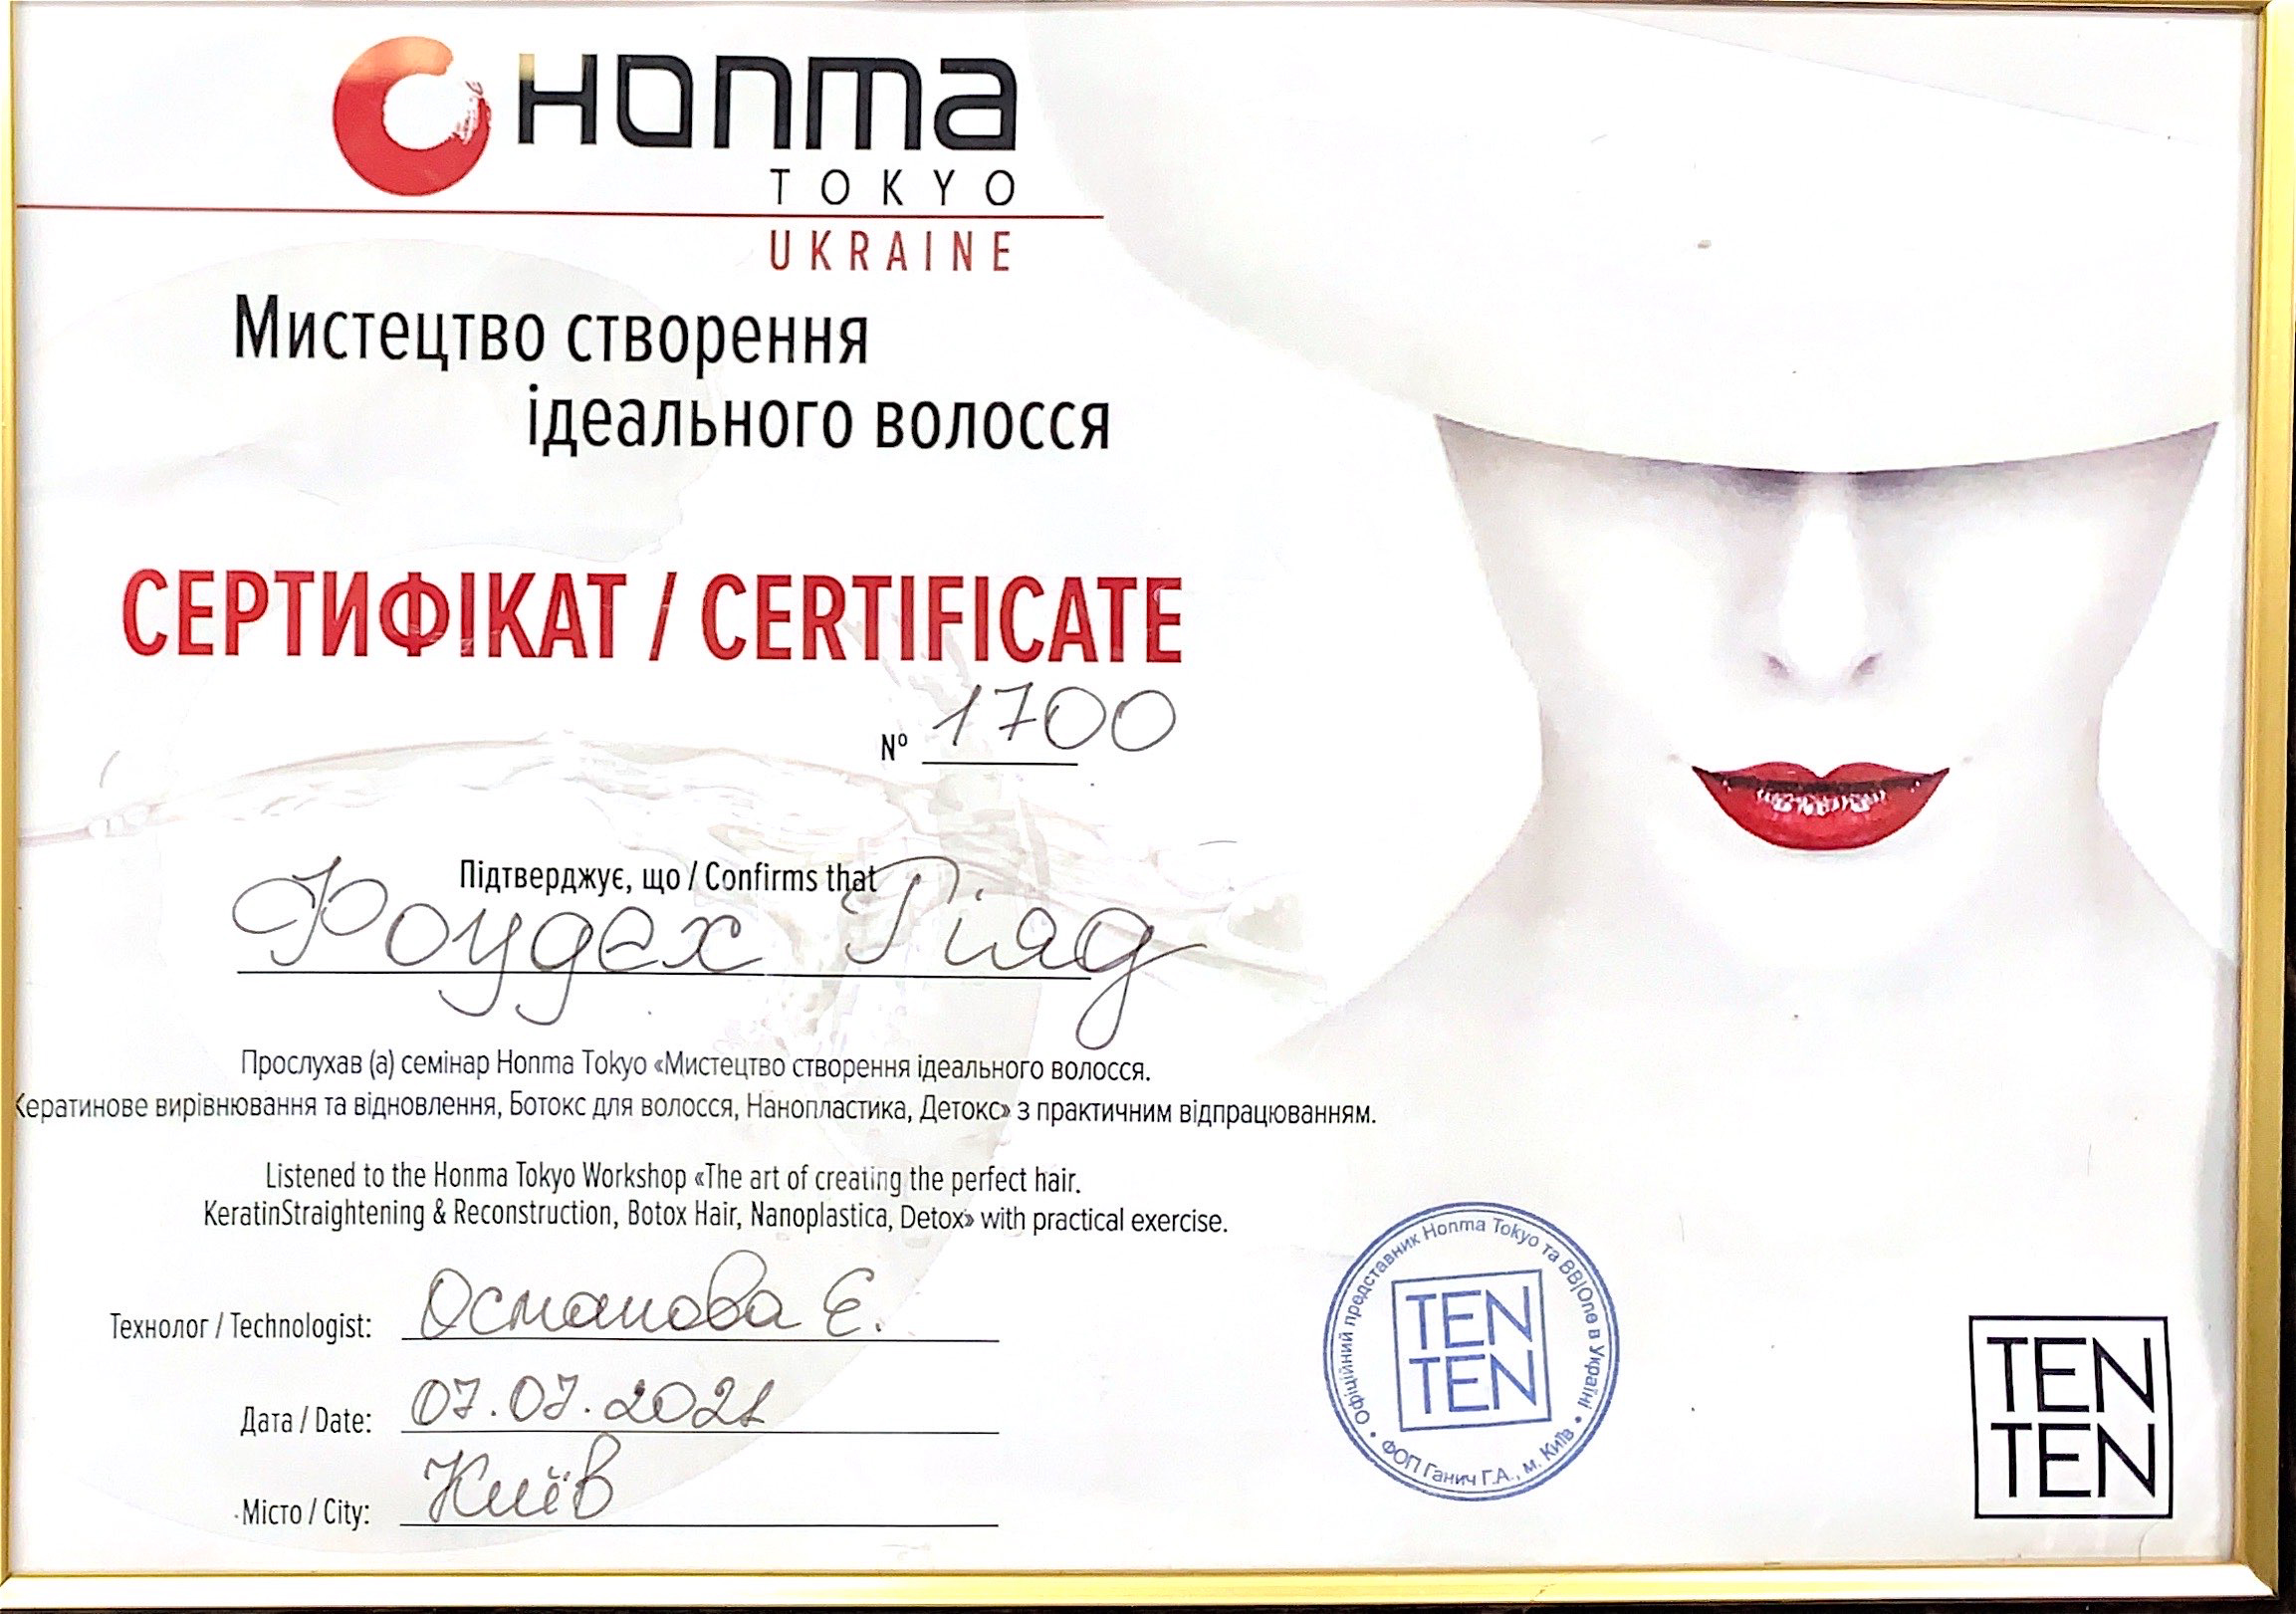 HONMA
TOKYO
UKRAINE
Мистецтво створення
ідеального волосся
СЕРТИФІКАТ / CERTIFICATE
№ 1700
Підтверджує, що / Confirms that
Фоудех Гіяд
Прослухав (а) семінар Honma Tokyo «Мистецтво створення ідеального волосся.
Кератинове вирівнювання та відновлення, Ботокс для волосся, Нанопластика, Детокс» з практичним відпрацюванням.
Listened to the Honma Tokyo Workshop «The art of creating the perfect hair.
KeratinStraightening & Reconstruction, Botox Hair, Nanoplastica, Detox» with practical exercise.
Технолог / Technologist: Османова Є.
Дата / Date: 07.07.2021
Місто / City: Київ
Офіційний представник Honma Tokyo та BB|One в Україні
TEN
TEN
ФОП Ганич Г.А., м. Київ
TEN
TEN